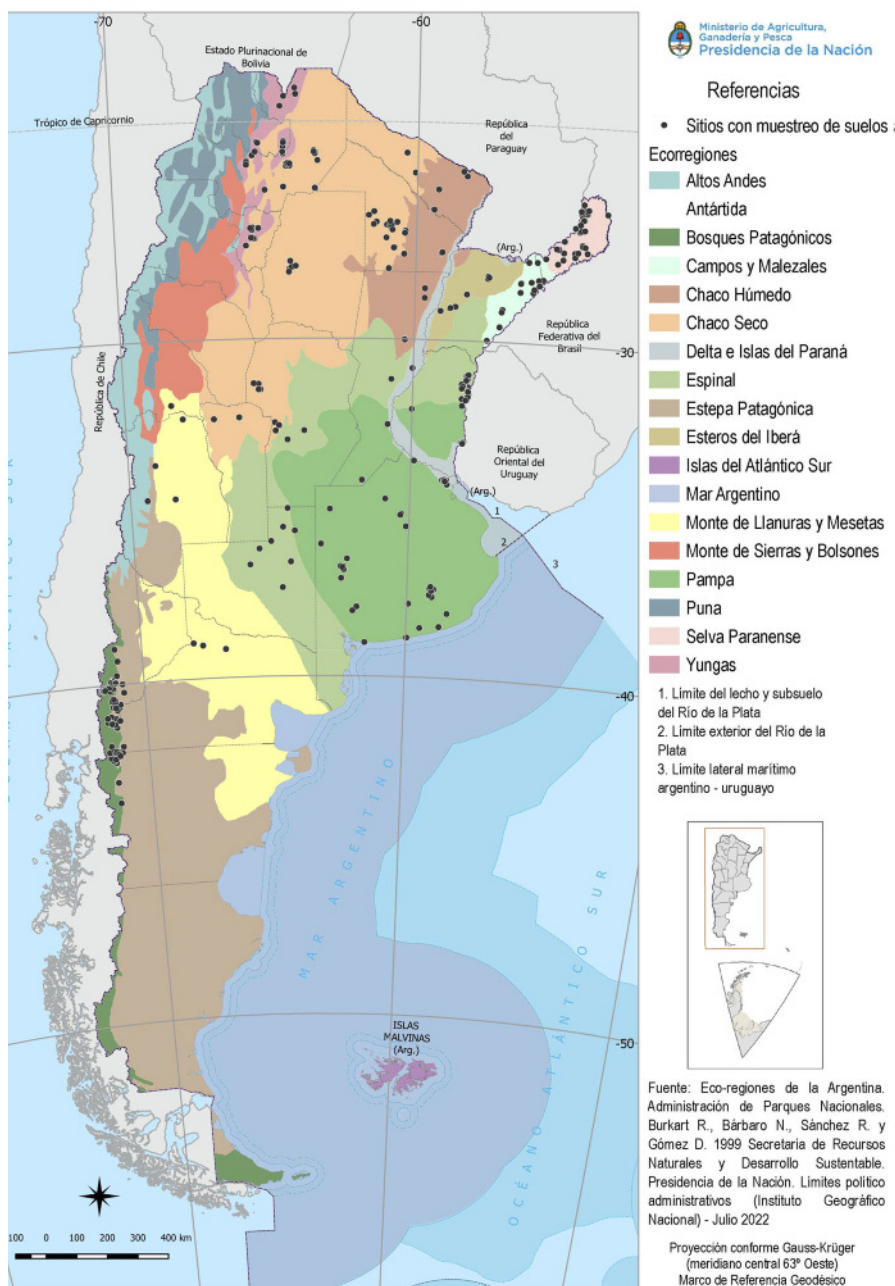 -70
-60
Estado Plurinacional de
Bolivia
Trópico de Capricornio
República
del
Paraguay
(Arg.)
República
Federativa del
Brasil
-30
República de Chile
República
Oriental del
Uruguay
(Arg.)
1
2
3
-40
MAR ARGENTINO
OCÉANO ATLÁNTICO SUR
ISLAS
MALVINAS
(Arg.)
-50
100 0 100 200 300 400 km
Ministerio de Agricultura,
Ganadería y Pesca
Presidencia de la Nación
Referencias
Sitios con muestreo de suelos
Ecorregiones
Altos Andes
Antártida
Bosques Patagónicos
Campos y Malezales
Chaco Húmedo
Chaco Seco
Delta e Islas del Paraná
Espinal
Estepa Patagónica
Esteros del Iberá
Islas del Atlántico Sur
Mar Argentino
Monte de Llanuras y Mesetas
Monte de Sierras y Bolsones
Pampa
Puna
Selva Paranense
Yungas
1. Limite del lecho y subsuelo
del Río de la Plata
2. Limite exterior del Río de la
Plata
3. Limite lateral marítimo
argentino - uruguayo
Fuente: Eco-regiones de la Argentina.
Administración de Parques Nacionales.
Burkart R., Bárbaro N., Sánchez R. y
Gómez D. 1999 Secretaria de Recursos
Naturales y Desarrollo Sustentable.
Presidencia de la Nación. Limites político
administrativos (Instituto Geográfico
Nacional) - Julio 2022
Proyección conforme Gauss-Krüger
(meridiano central 63º Oeste)
Marco de Referencia Geodésico